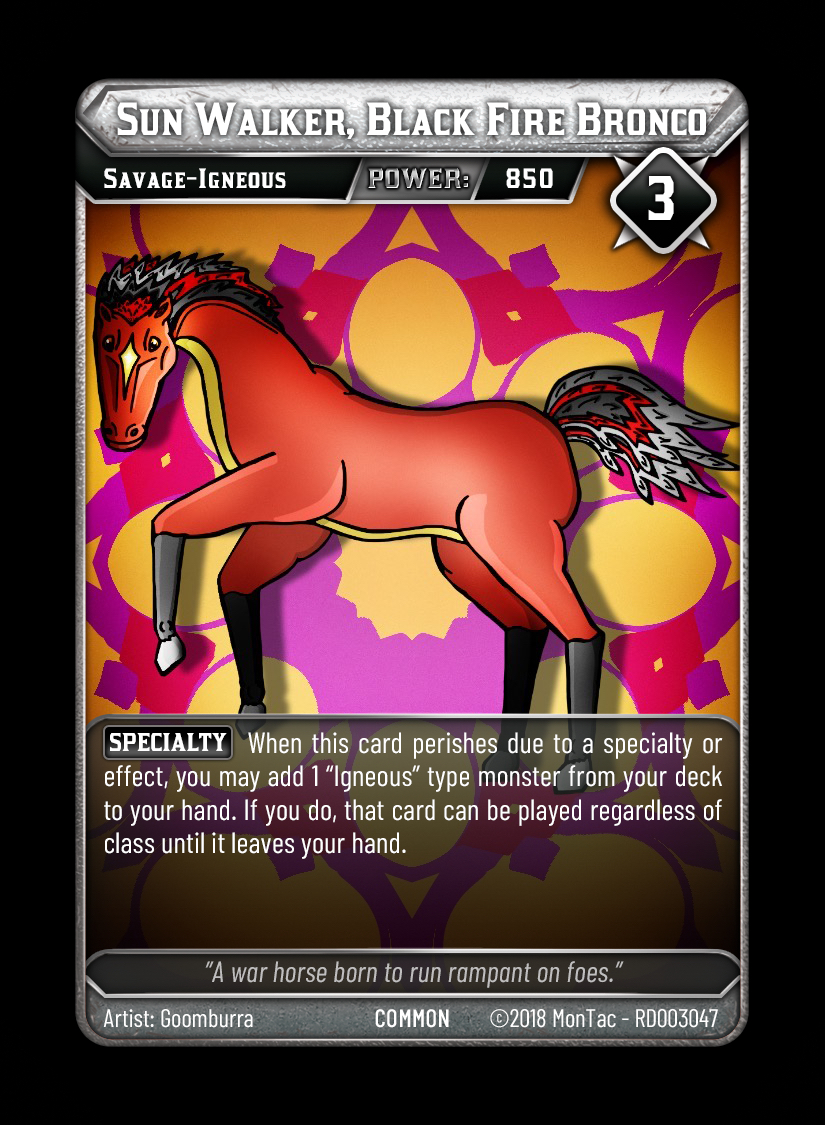 Sun Walker, Black Fire Bronco
Savage-Igneous POWER: 850
3
SPECIALTY When this card perishes due to a specialty or
effect, you may add 1 "Igneous" type monster from your deck
to your hand. If you do, that card can be played regardless of
class until it leaves your hand.
"A war horse born to run rampant on foes."
Artist: Goomburra COMMON ©2018 MonTac - RD003047